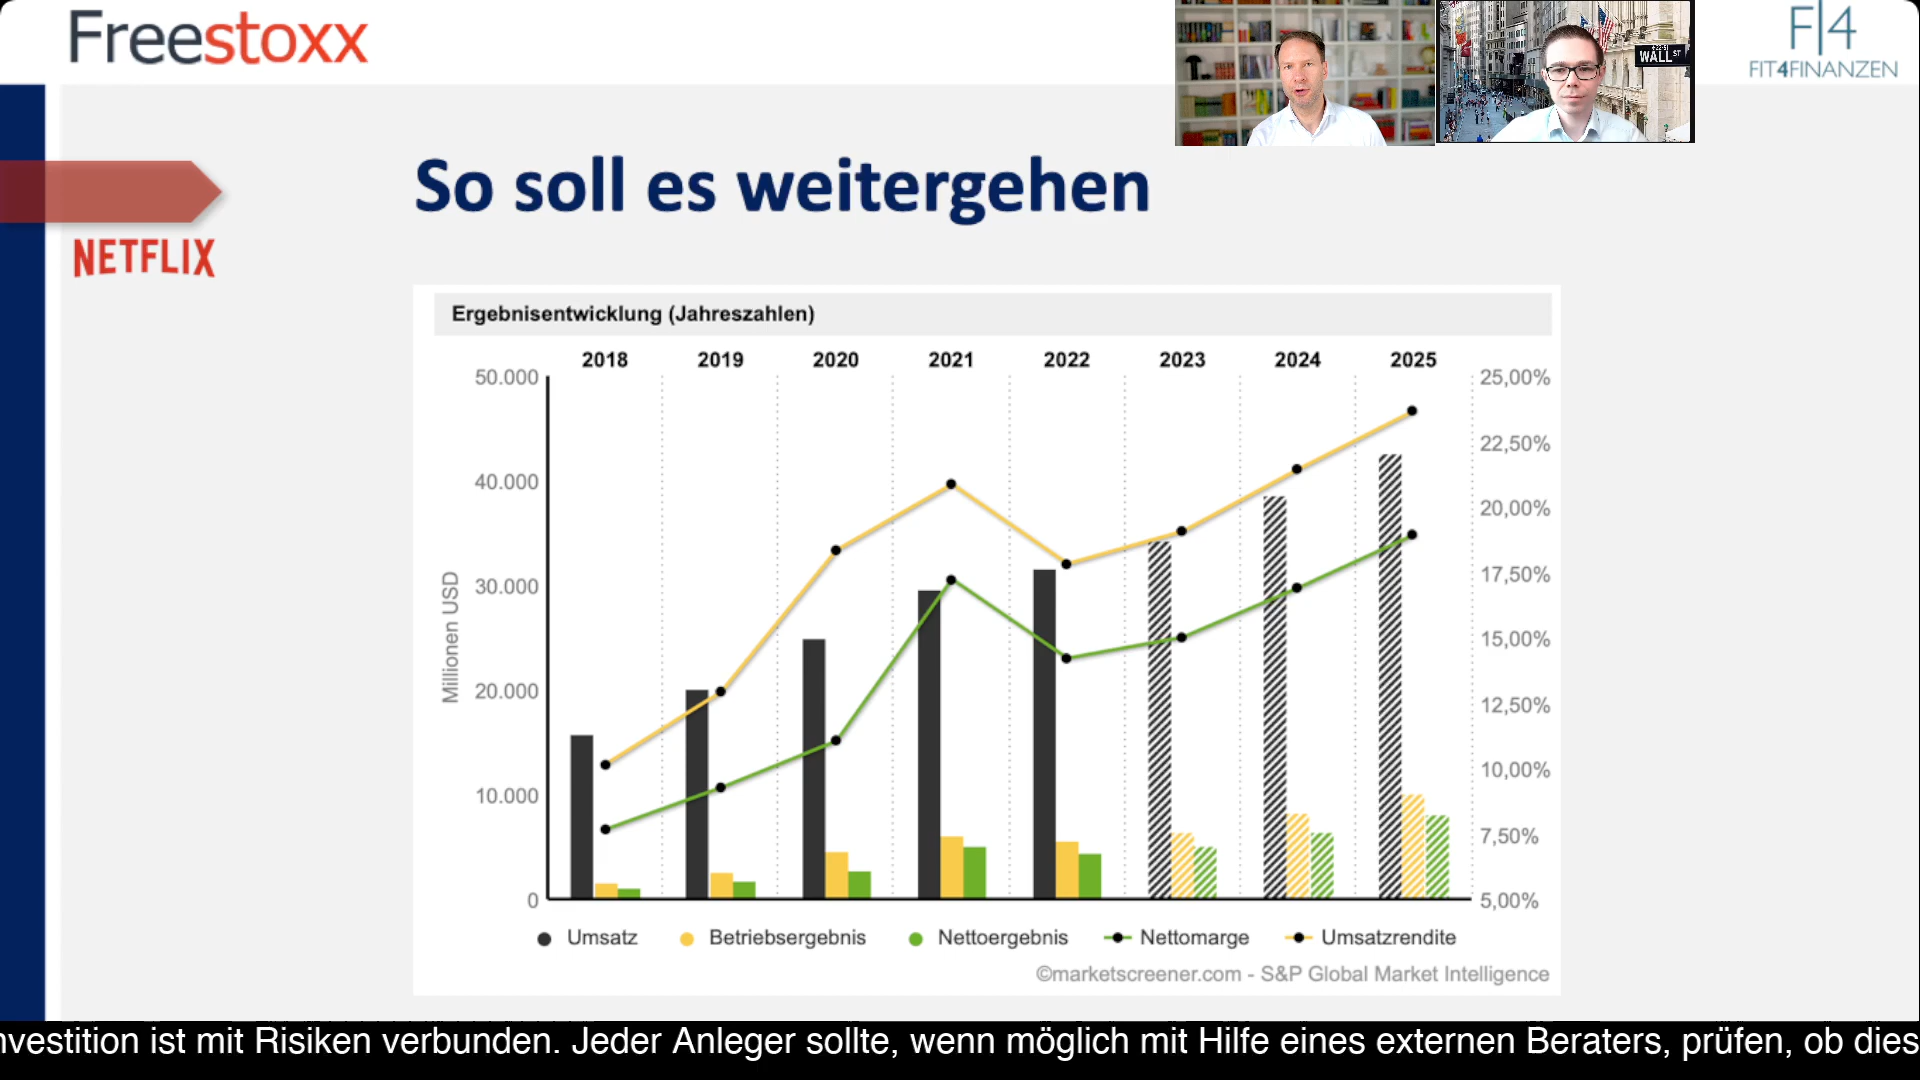 Freestoxx
WALL ST
F|4
FIT4FINANZEN
So soll es weitergehen
NETFLIX
Ergebnisentwicklung (Jahreszahlen)
2018 2019 2020 2021 2022 2023 2024 2025
50.000 25,00%
22,50%
40.000
20,00%
30.000 17,50%
15,00%
Millionen USD
20.000
12,50%
10,00%
10.000
7,50%
0 5,00%
Umsatz Betriebsergebnis Nettoergebnis Nettomarge Umsatzrendite
©marketscreener.com - S&P Global Market Intelligence
nvestition ist mit Risiken verbunden. Jeder Anleger sollte, wenn möglich mit Hilfe eines externen Beraters, prüfen, ob dies